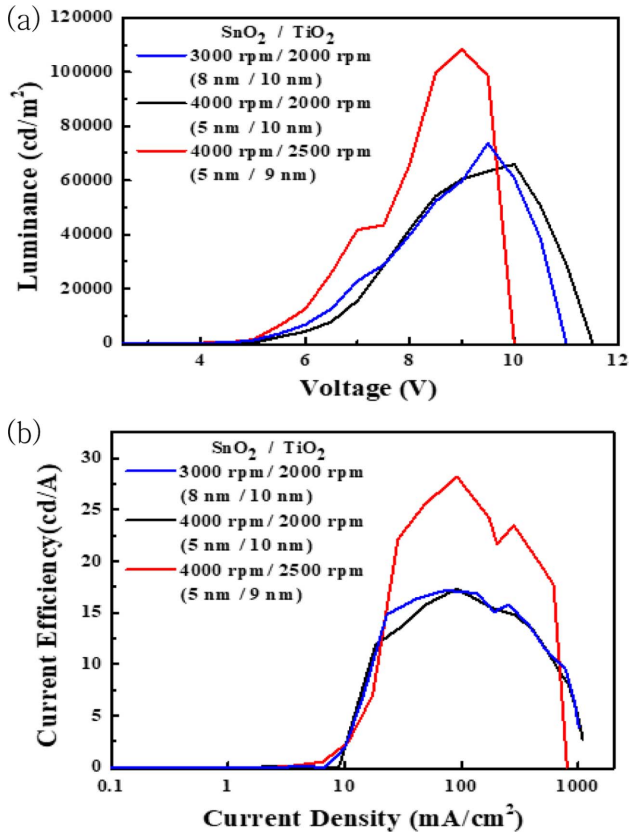 (a)
SnO₂ / TiO₂
3000 rpm / 2000 rpm
(8 nm / 10 nm)
4000 rpm / 2000 rpm
(5 nm / 10 nm)
4000 rpm / 2500 rpm
(5 nm / 9 nm)
Luminance (cd/m²)
120000
100000
80000
60000
40000
20000
0
4
6
8
10
12
Voltage (V)
(b)
SnO₂ / TiO₂
3000 rpm / 2000 rpm
(8 nm / 10 nm)
4000 rpm / 2000 rpm
(5 nm / 10 nm)
4000 rpm / 2500 rpm
(5 nm / 9 nm)
Current Efficiency(cd/A)
30
25
20
15
10
5
0
0.1
1
10
100
1000
Current Density (mA/cm²)